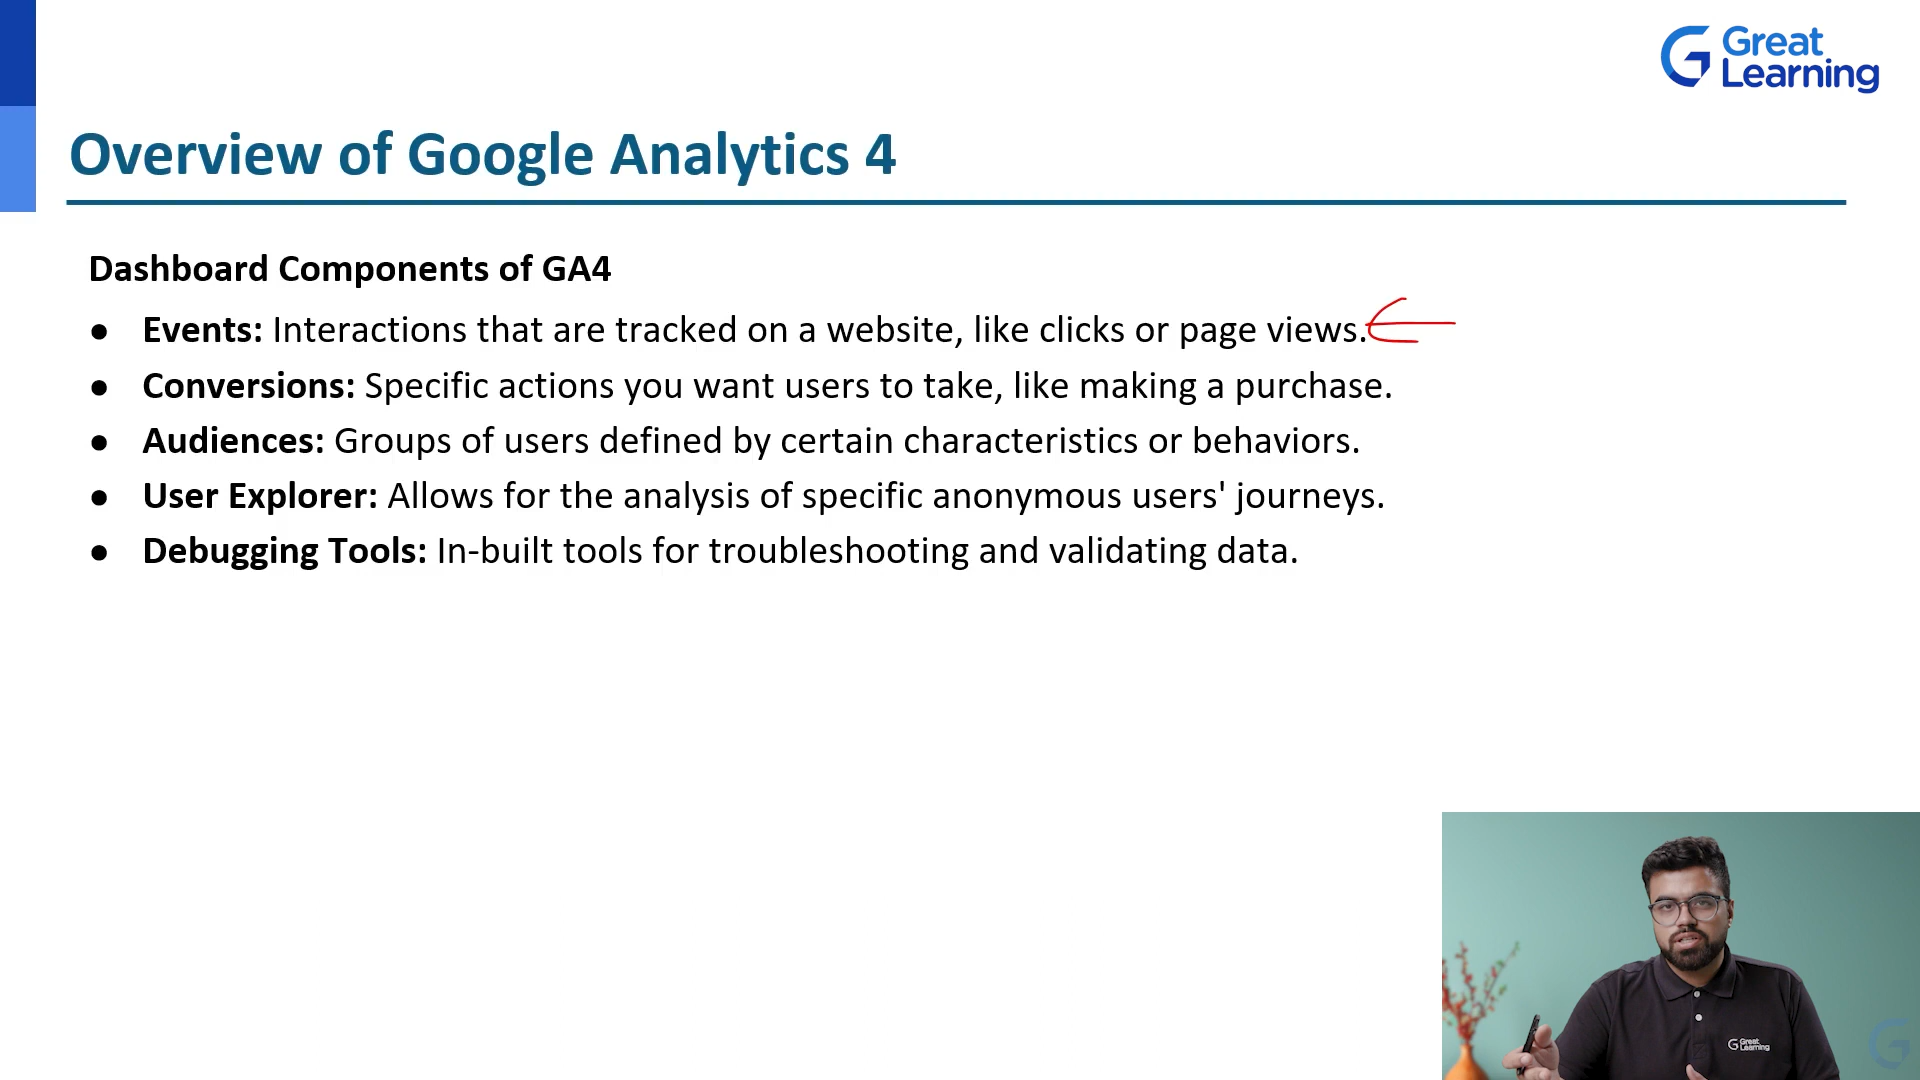 Great
Learning
Overview of Google Analytics 4
Dashboard Components of GA4
● Events: Interactions that are tracked on a website, like clicks or page views.
● Conversions: Specific actions you want users to take, like making a purchase.
● Audiences: Groups of users defined by certain characteristics or behaviors.
● User Explorer: Allows for the analysis of specific anonymous users' journeys.
● Debugging Tools: In-built tools for troubleshooting and validating data.
Great
Learning